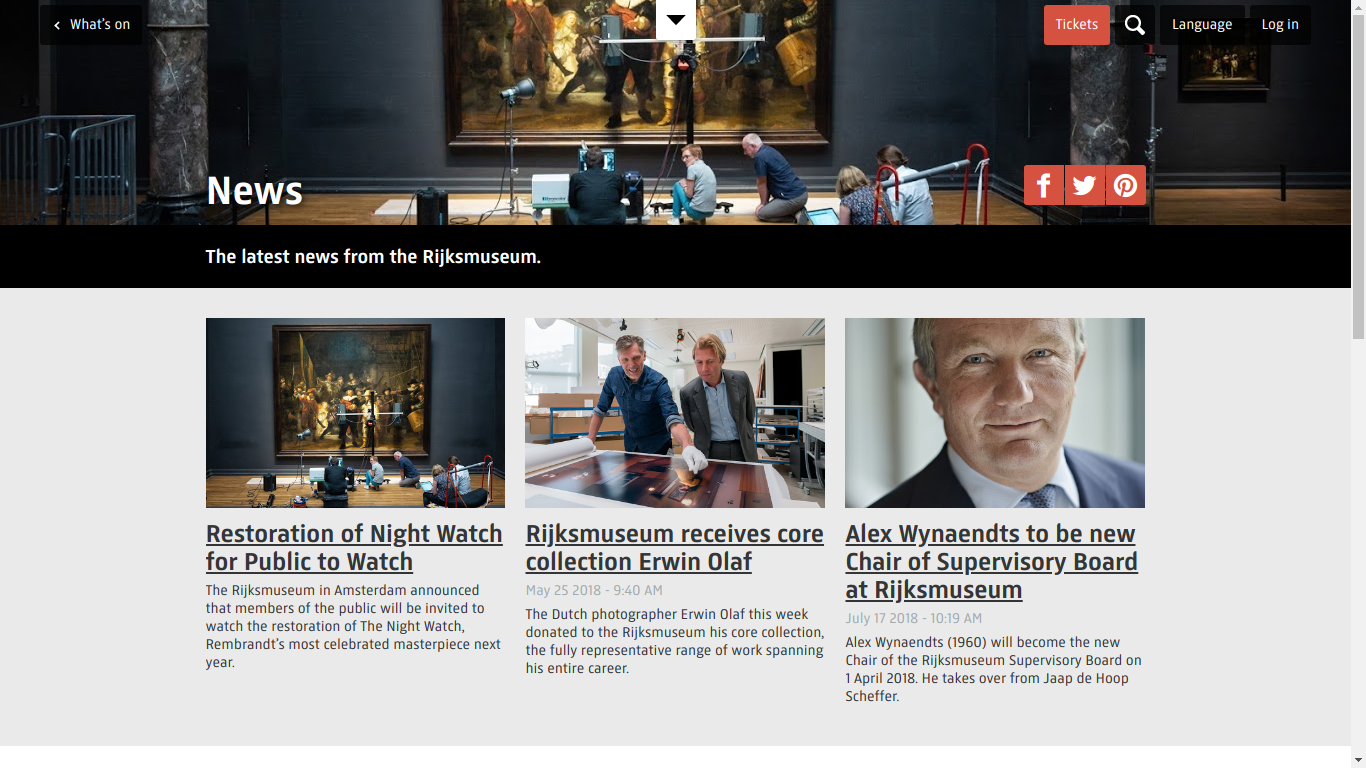 What's on
Tickets
Language
Log in
News
The latest news from the Rijksmuseum.
Restoration of Night Watch
for Public to Watch
The Rijksmuseum in Amsterdam announced
that members of the public will be invited to
watch the restoration of The Night Watch,
Rembrandt's most celebrated masterpiece next
year.
Rijksmuseum receives core
collection Erwin Olaf
May 25 2018 - 9:40 AM
The Dutch photographer Erwin Olaf this week
donated to the Rijksmuseum his core collection,
the fully representative range of work spanning
his entire career.
Alex Wynaendts to be new
Chair of Supervisory Board
at Rijksmuseum
July 17 2018 - 10:19 AM
Alex Wynaendts (1960) will become the new
Chair of the Rijksmuseum Supervisory Board on
1 April 2018. He takes over from Jaap de Hoop
Scheffer.